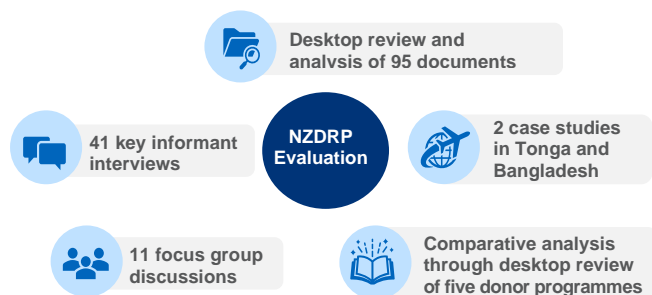 Desktop review and
analysis of 95 documents
41 key informant
interviews
NZDRP
Evaluation
2 case studies
in Tonga and
Bangladesh
11 focus group
discussions
Comparative analysis
through desktop review
of five donor programmes